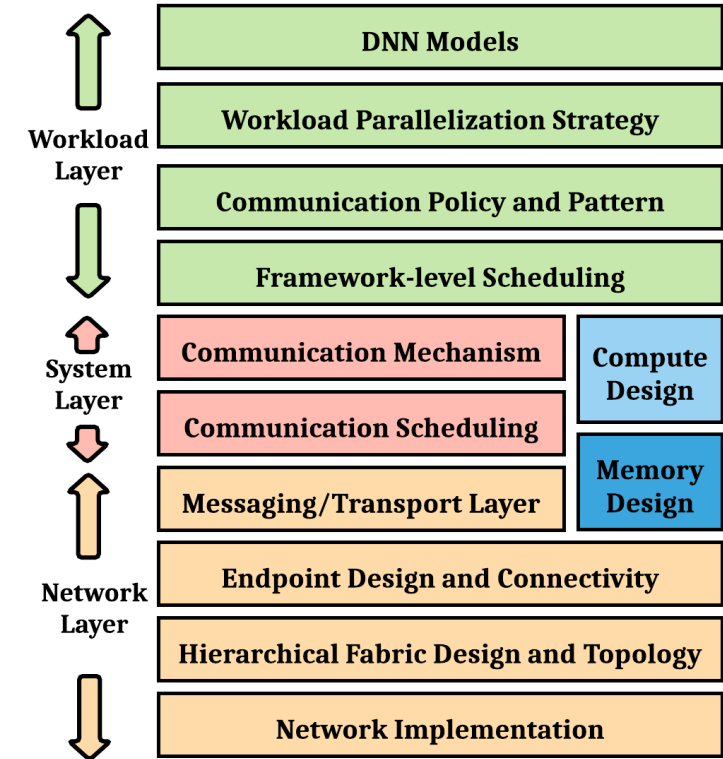 DNN Models
Workload Parallelization Strategy
Workload
Layer
Communication Policy and Pattern
Framework-level Scheduling
System
Layer
Communication Mechanism
Compute
Design
Communication Scheduling
Memory
Design
Messaging/Transport Layer
Network
Layer
Endpoint Design and Connectivity
Hierarchical Fabric Design and Topology
Network Implementation